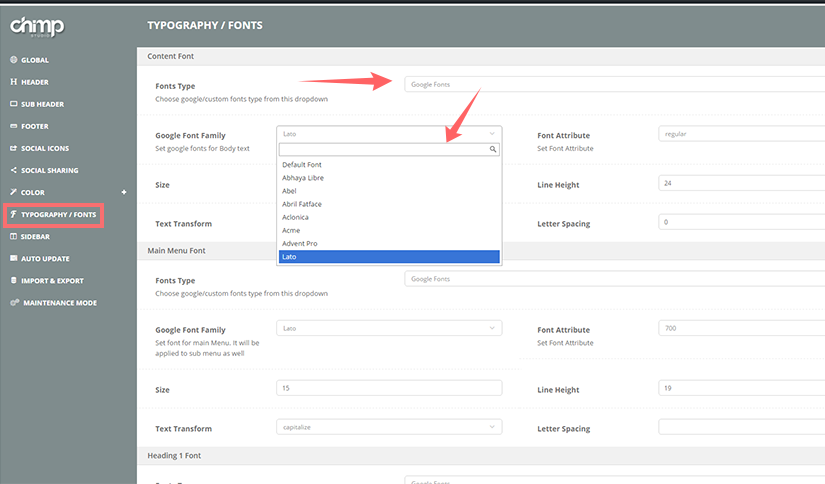 chimp
STUDIO
TYPOGRAPHY / FONTS
GLOBAL
HEADER
SUB HEADER
FOOTER
SOCIAL ICONS
SOCIAL SHARING
COLOR +
TYPOGRAPHY / FONTS
SIDEBAR
AUTO UPDATE
IMPORT & EXPORT
MAINTENANCE MODE
Content Font
Fonts Type
Choose google/custom fonts type from this dropdown
Google Fonts
Google Font Family
Set google fonts for Body text
Lato
Default Font
Abhaya Libre
Abel
Abril Fatface
Aclonica
Acme
Advent Pro
Lato
Font Attribute
Set Font Attribute
regular
Size
Line Height
24
Text Transform
Letter Spacing
0
Main Menu Font
Fonts Type
Choose google/custom fonts type from this dropdown
Google Fonts
Google Font Family
Set font for main Menu. It will be
applied to sub menu as well
Lato
Font Attribute
Set Font Attribute
700
Size
15
Line Height
19
Text Transform
capitalize
Letter Spacing
Heading 1 Font